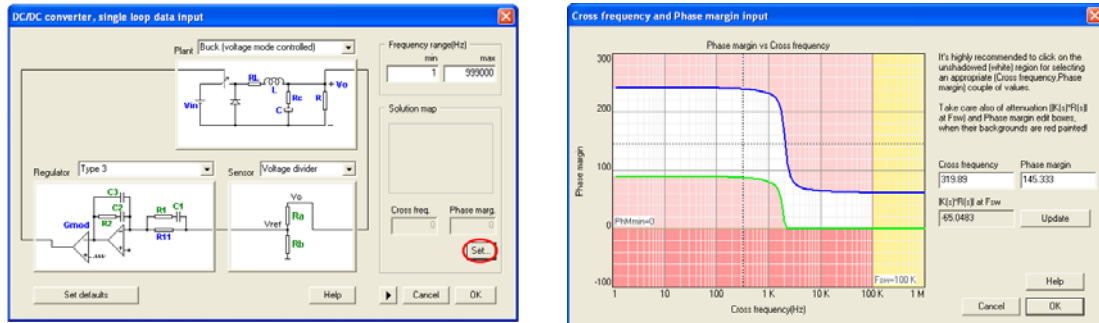 DC/DC converter, single loop data input
Plant Buck (voltage mode controlled)
RL
L
+ Vo
Vin
Rc
R
C
Regulator Type 3
C3
C2
R2
R1 C1
Gmod
R11
Sensor Voltage divider
Vo
Ra
Vref
Rb
Frequency range(Hz)
min max
1 999000
Solution map
Cross freq. Phase marg.
0 0
Set...
Set defaults
Help
Cancel
OK
Cross frequency and Phase margin input
Phase margin vs Cross frequency
Phase margin
300
200
100
0
-100
PhMmin=0
Fsw=100 K
1 10 100 1 K 10 K 100 K 1 M
Cross frequency(Hz)
It's highly recommended to click on the
unshadowed (white) region for selecting
an appropriate (Cross frequency,Phase
margin) couple of values.
Take care also of attenuation (|K(s)*R(s)|
at Fsw) and Phase margin edit boxes,
when their backgrounds are red painted!
Cross frequency Phase margin
319.89 145.333
|K(s)*R(s)| at Fsw
-65.0483
Update
Help
Cancel
OK